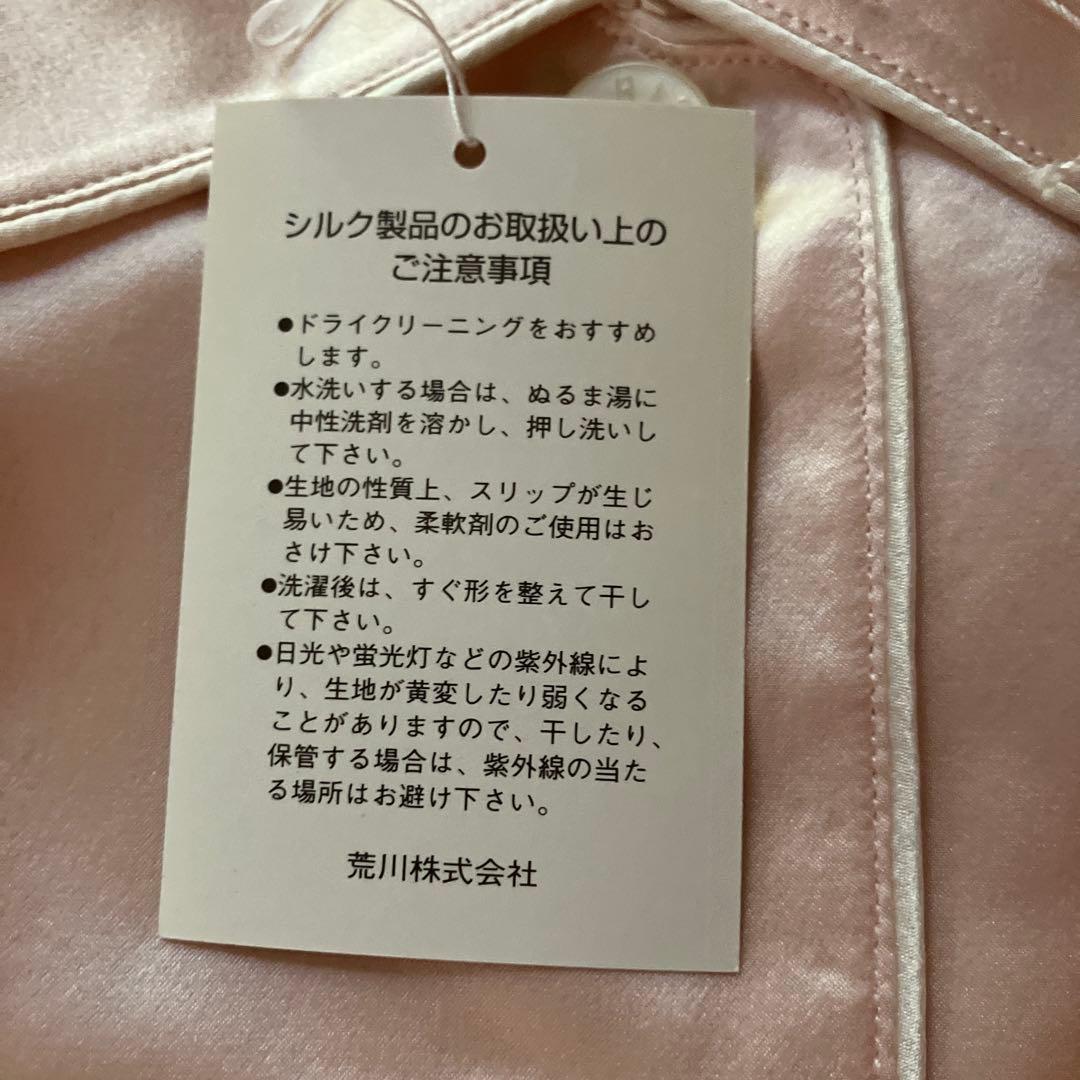 シルク製品のお取扱い上の
ご注意事項
●ドライクリーニングをおすすめ
します。
●水洗いする場合は、ぬるま湯に
中性洗剤を溶かし、押し洗いし
て下さい。
●生地の性質上、スリップが生じ
易いため、柔軟剤のご使用はお
さけ下さい。
●洗濯後は、すぐ形を整えて干し
て下さい。
●日光や蛍光灯などの紫外線によ
り、生地が黄変したり弱くなる
ことがありますので、干したり、
保管する場合は、紫外線の当た
る場所はお避け下さい。
荒川株式会社